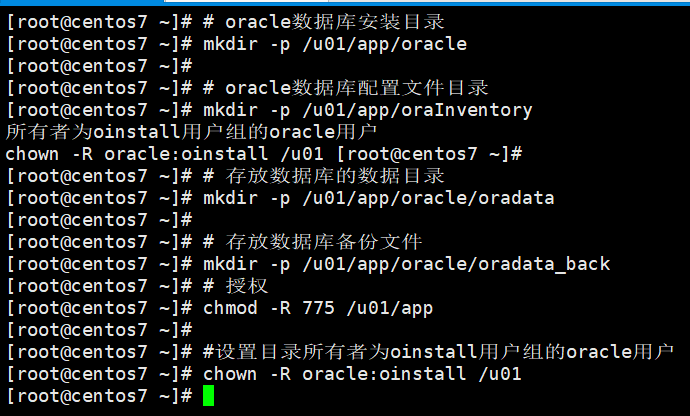 [root@centos7 ~]# # oracle数据库安装目录
[root@centos7 ~]# mkdir -p /u01/app/oracle
[root@centos7 ~]#
[root@centos7 ~]# # oracle数据库配置文件目录
[root@centos7 ~]# mkdir -p /u01/app/oraInventory
所有者为oinstall用户组的oracle用户
chown -R oracle:oinstall /u01 [root@centos7 ~]#
[root@centos7 ~]# # 存放数据库的数据目录
[root@centos7 ~]# mkdir -p /u01/app/oracle/oradata
[root@centos7 ~]#
[root@centos7 ~]# # 存放数据库备份文件
[root@centos7 ~]# mkdir -p /u01/app/oracle/oradata_back
[root@centos7 ~]# # 授权
[root@centos7 ~]# chmod -R 775 /u01/app
[root@centos7 ~]#
[root@centos7 ~]# #设置目录所有者为oinstall用户组的oracle用户
[root@centos7 ~]# chown -R oracle:oinstall /u01
[root@centos7 ~]#